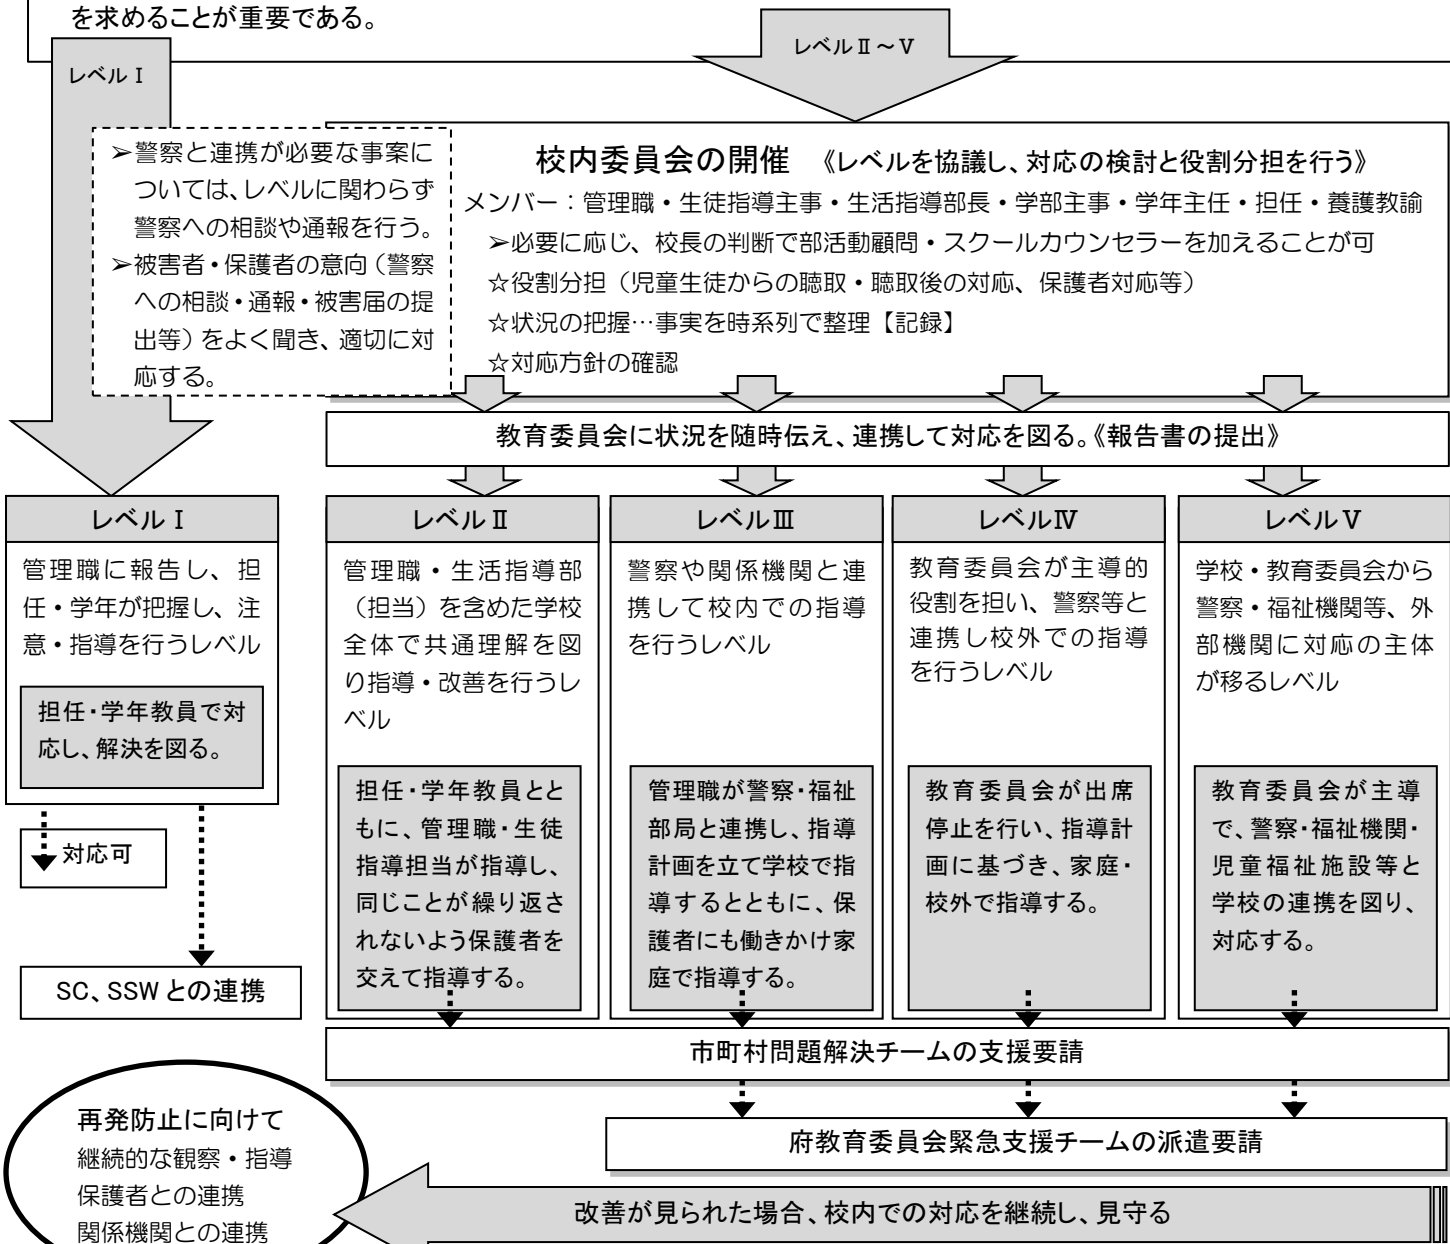 を求めることが重要である。
レベルⅡ～Ⅴ
レベルⅠ
➢警察と連携が必要な事案に
ついては、レベルに関わらず
警察への相談や通報を行う。
➢被害者・保護者の意向（警察
への相談・通報・被害届の提
出等）をよく聞き、適切に対
応する。
校内委員会の開催　《レベルを協議し、対応の検討と役割分担を行う》
メンバー：管理職・生徒指導主事・生活指導部長・学部主事・学年主任・担任・養護教諭
➢必要に応じ、校長の判断で部活動顧問・スクールカウンセラーを加えることが可
☆役割分担（児童生徒からの聴取・聴取後の対応、保護者対応等）
☆状況の把握…事実を時系列で整理【記録】
☆対応方針の確認
教育委員会に状況を随時伝え、連携して対応を図る。《報告書の提出》
レベルⅠ
管理職に報告し、担
任・学年が把握し、注
意・指導を行うレベル
担任・学年教員で対
応し、解決を図る。
対応可
SC、SSWとの連携
レベルⅡ
管理職・生活指導部
（担当）を含めた学校
全体で共通理解を図
り指導・改善を行うレ
ベル
担任・学年教員とと
もに、管理職・生徒
指導担当が指導し、
同じことが繰り返さ
れないよう保護者を
交えて指導する。
レベルⅢ
警察や関係機関と連
携して校内での指導
を行うレベル
管理職が警察・福祉
部局と連携し、指導
計画を立て学校で指
導するとともに、保
護者にも働きかけ家
庭で指導する。
レベルⅣ
教育委員会が主導的
役割を担い、警察等と
連携し校外での指導
を行うレベル
教育委員会が出席
停止を行い、指導計
画に基づき、家庭・
校外で指導する。
レベルⅤ
学校・教育委員会から
警察・福祉機関等、外
部機関に対応の主体
が移るレベル
教育委員会が主導
で、警察・福祉機関・
児童福祉施設等と
学校の連携を図り、
対応する。
市町村問題解決チームの支援要請
府教育委員会緊急支援チームの派遣要請
再発防止に向けて
継続的な観察・指導
保護者との連携
関係機関との連携
改善が見られた場合、校内での対応を継続し、見守る